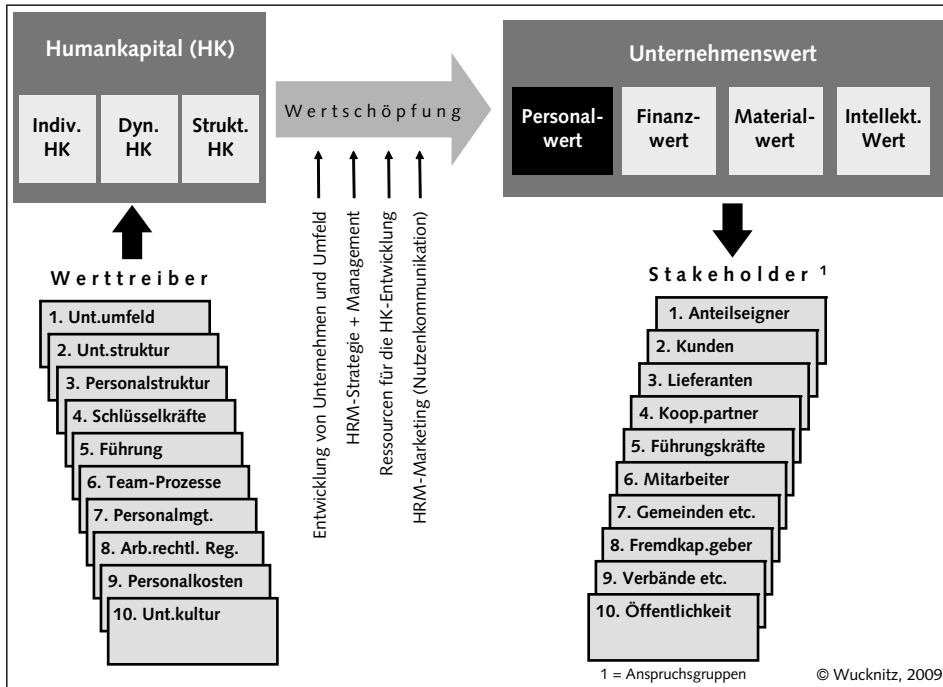 Humankapital (HK)
Indiv.
HK
Dyn.
HK
Strukt.
HK
Wertschöpfung
Unternehmenswert
Personal-
wert
Finanz-
wert
Material-
wert
Intellekt.
Wert
Entwicklung von Unternehmen und Umfeld
HRM-Strategie + Management
Ressourcen für die HK-Entwicklung
HRM-Marketing (Nutzenkommunikation)
Werttreiber
1. Unt.umfeld
2. Unt.struktur
3. Personalstruktur
4. Schlüsselkräfte
5. Führung
6. Team-Prozesse
7. Personalmgt.
8. Arb.rechtl. Reg.
9. Personalkosten
10. Unt.kultur
Stakeholder 1
1. Anteilseigner
2. Kunden
3. Lieferanten
4. Koop.partner
5. Führungskräfte
6. Mitarbeiter
7. Gemeinden etc.
8. Fremdkap.geber
9. Verbände etc.
10. Öffentlichkeit
1 = Anspruchsgruppen
© Wucknitz, 2009